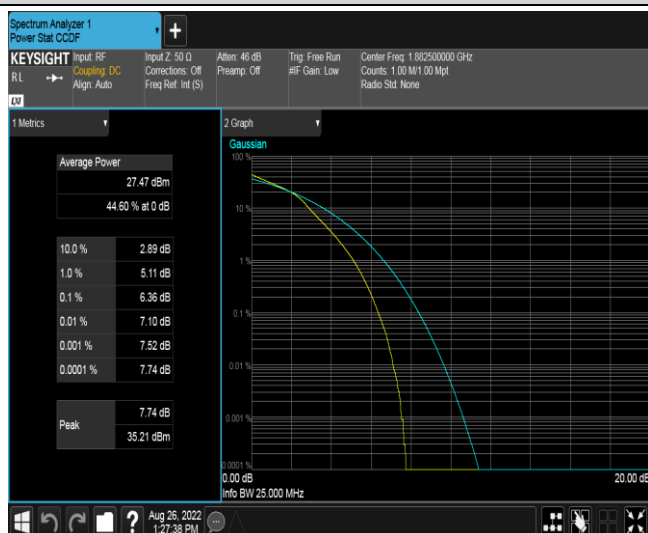 Spectrum Analyzer 1
Power Stat CCDF
KEYSIGHT
RL
LXI
Input: RF
Coupling: DC
Align: Auto
Input Z: 50 Ω
Corrections: Off
Freq Ref: Int (S)
Atten: 46 dB
Preamp: Off
Trig: Free Run
#IF Gain: Low
Center Freq: 1.882500000 GHz
Counts: 1.00 M/1.00 Mpt
Radio Std: None
1 Metrics
Average Power
27.47 dBm
44.60 % at 0 dB
10.0 % 2.89 dB
1.0 % 5.11 dB
0.1 % 6.36 dB
0.01 % 7.10 dB
0.001 % 7.52 dB
0.0001 % 7.74 dB
Peak 7.74 dB
35.21 dBm
2 Graph
Gaussian
100 %
10 %
1 %
0.1 %
0.01 %
0.001 %
0.0001 %
0.00 dB 20.00 dB
Info BW 25.000 MHz
Aug 26, 2022
1:27:38 PM